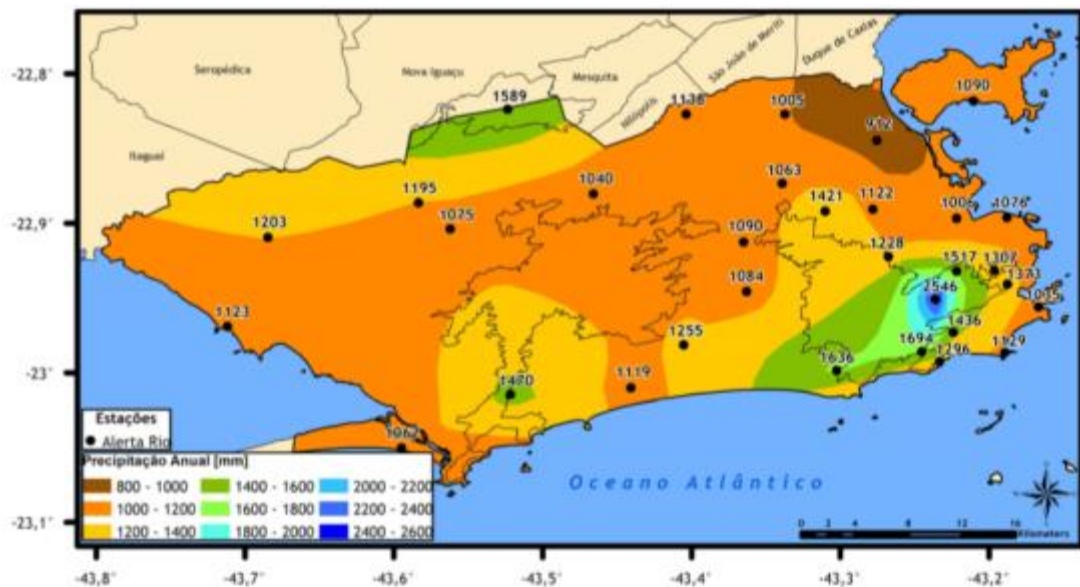 -22,8´
-22,9´
-23´
-23,1´
Seropédica
Nova Iguaçu
Mesquita
Nilópolis
São João de Meriti
Duque de Caxias
Itaguaí
1589
1138
1005
1090
912
1063
1040
1195
1421
1122
1006
1076
1203
1075
1090
1228
1517
1307
1373
1084
2546
1123
1436
1255
1694
1129
1296
1636
1119
1470
1062
Estações
Alerta Rio
Precipitação Anual [mm]
800 - 1000
1400 - 1600
2000 - 2200
1000 - 1200
1600 - 1800
2200 - 2400
1200 - 1400
1800 - 2000
2400 - 2600
Oceano Atlântico
0 2 4 8 12 16
Kilometers
-43,8´ -43,7´ -43,6´ -43,5´ -43,4´ -43,3´ -43,2´